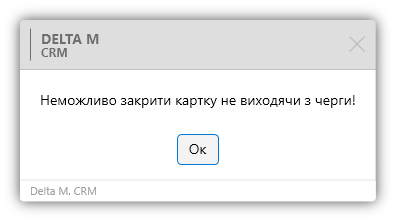 DELTA M
CRM
Неможливо закрити картку не виходячи з черги!
Ок
Delta M. CRM